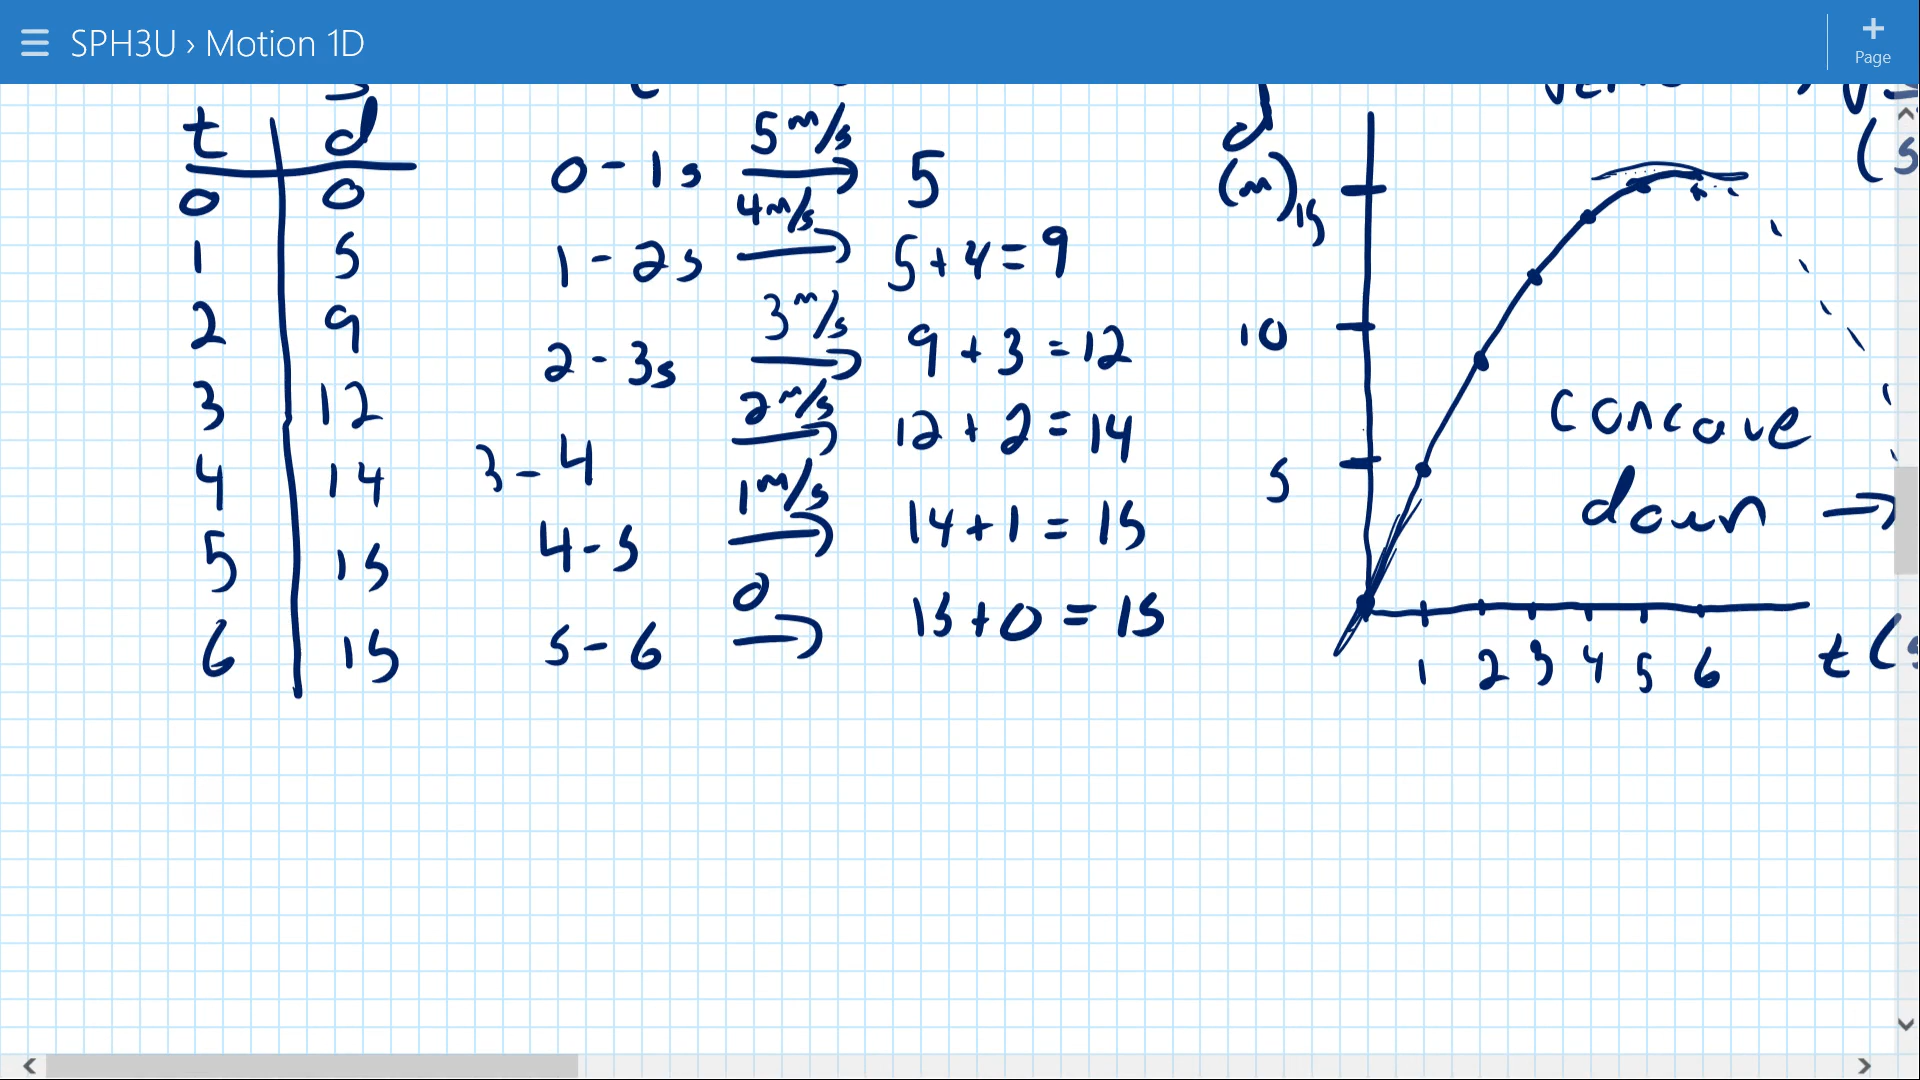 SPH3U › Motion 1D
+
Page
t d
0 0
1 5
2 9
3 12
4 14
5 15
6 15
0 - 1s 5 m/s → 5
1 - 2s 4 m/s → 5 + 4 = 9
2 - 3s 3 m/s → 9 + 3 = 12
3 - 4 2 m/s → 12 + 2 = 14
4 - 5 1 m/s → 14 + 1 = 15
5 - 6 0 → 15 + 0 = 15
d
(m)
15
10
5
concave
down →
1 2 3 4 5 6
t (s